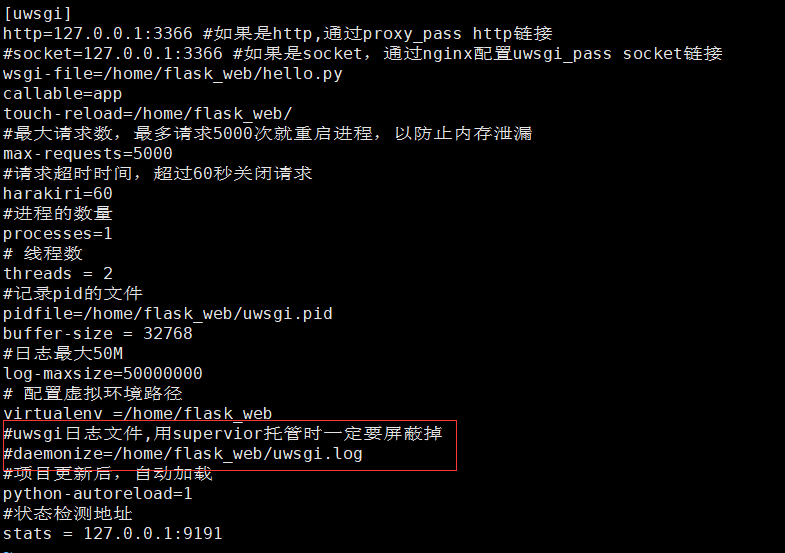 [uwsgi]
http=127.0.0.1:3366 #如果是http,通过proxy_pass http链接
#socket=127.0.0.1:3366 #如果是socket，通过nginx配置uwsgi_pass socket链接
wsgi-file=/home/flask_web/hello.py
callable=app
touch-reload=/home/flask_web/
#最大请求数，最多请求5000次就重启进程，以防止内存泄漏
max-requests=5000
#请求超时时间，超过60秒关闭请求
harakiri=60
#进程的数量
processes=1
# 线程数
threads = 2
#记录pid的文件
pidfile=/home/flask_web/uwsgi.pid
buffer-size = 32768
#日志最大50M
log-maxsize=50000000
# 配置虚拟环境路径
virtualenv =/home/flask_web
#uwsgi日志文件,用supervior托管时一定要屏蔽掉
#daemonize=/home/flask_web/uwsgi.log
#项目更新后，自动加载
python-autoreload=1
#状态检测地址
stats = 127.0.0.1:9191